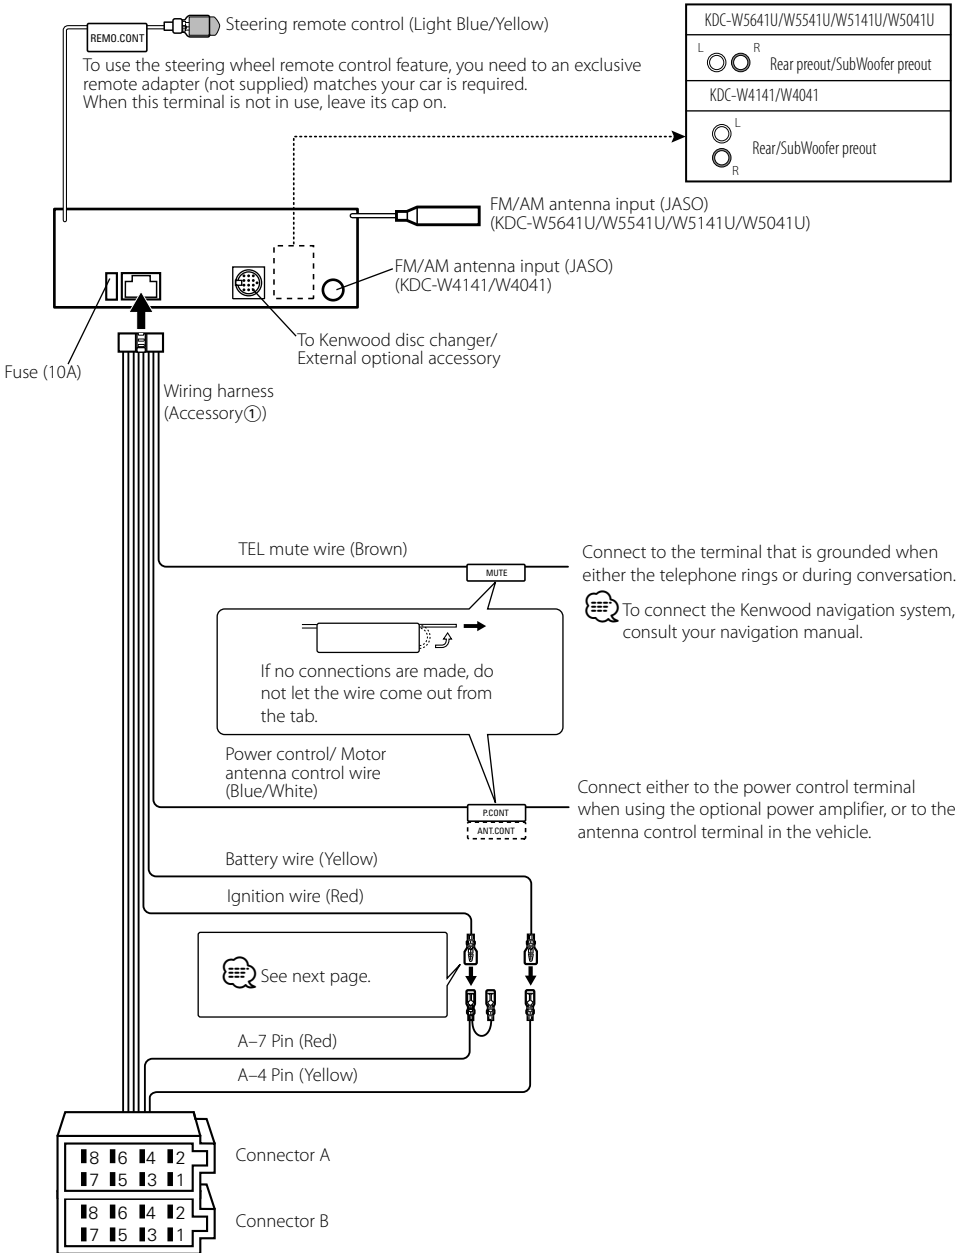 REMO.CONT
Steering remote control (Light Blue/Yellow)
To use the steering wheel remote control feature, you need to an exclusive
remote adapter (not supplied) matches your car is required.
When this terminal is not in use, leave its cap on.
KDC-W5641U/W5541U/W5141U/W5041U
L R
Rear preout/SubWoofer preout
KDC-W4141/W4041
L
Rear/SubWoofer preout
R
FM/AM antenna input (JASO)
(KDC-W5641U/W5541U/W5141U/W5041U)
FM/AM antenna input (JASO)
(KDC-W4141/W4041)
To Kenwood disc changer/
External optional accessory
Fuse (10A)
Wiring harness
(Accessory①)
TEL mute wire (Brown)
MUTE
Connect to the terminal that is grounded when
either the telephone rings or during conversation.
To connect the Kenwood navigation system,
consult your navigation manual.
If no connections are made, do
not let the wire come out from
the tab.
Power control/ Motor
antenna control wire
(Blue/White)
P.CONT
ANT.CONT
Connect either to the power control terminal
when using the optional power amplifier, or to the
antenna control terminal in the vehicle.
Battery wire (Yellow)
Ignition wire (Red)
See next page.
A–7 Pin (Red)
A–4 Pin (Yellow)
8 6 4 2
7 5 3 1
Connector A
8 6 4 2
7 5 3 1
Connector B